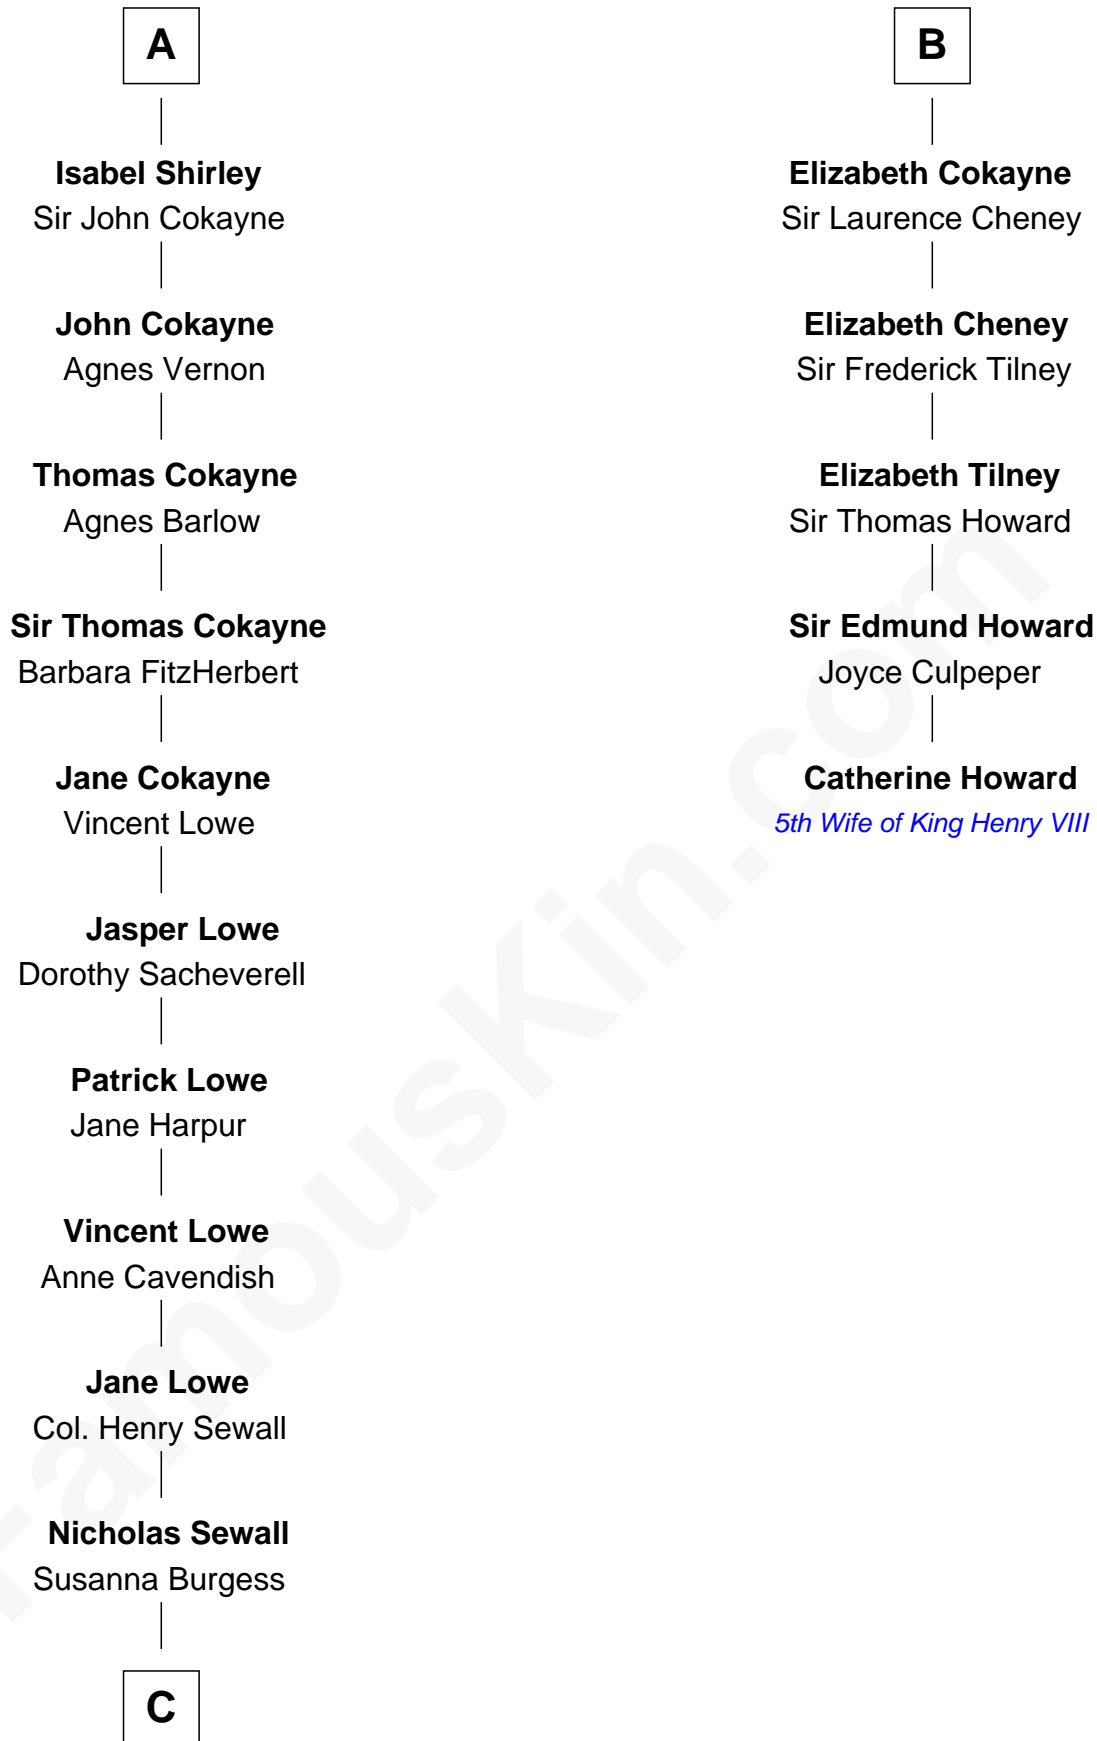 A
Isabel Shirley
Sir John Cokayne
John Cokayne
Agnes Vernon
Thomas Cokayne
Agnes Barlow
Sir Thomas Cokayne
Barbara FitzHerbert
Jane Cokayne
Vincent Lowe
Jasper Lowe
Dorothy Sacheverell
Patrick Lowe
Jane Harpur
Vincent Lowe
Anne Cavendish
Jane Lowe
Col. Henry Sewall
Nicholas Sewall
Susanna Burgess
C
B
Elizabeth Cokayne
Sir Laurence Cheney
Elizabeth Cheney
Sir Frederick Tilney
Elizabeth Tilney
Sir Thomas Howard
Sir Edmund Howard
Joyce Culpeper
Catherine Howard
5th Wife of King Henry VIII
FamousKin.com